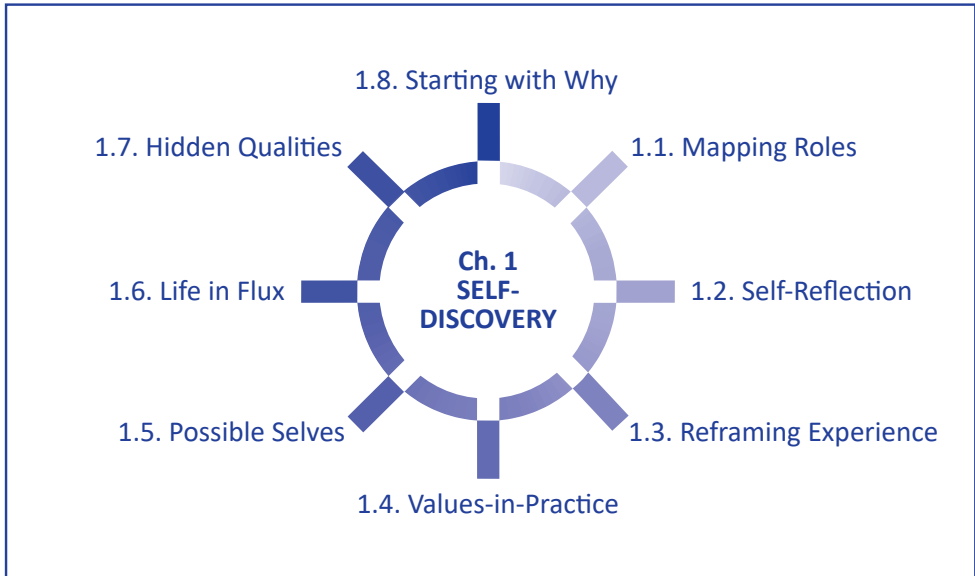 1.8. Starting with Why
1.7. Hidden Qualities
1.1. Mapping Roles
1.6. Life in Flux
Ch. 1
SELF-
DISCOVERY
1.2. Self-Reflection
1.5. Possible Selves
1.3. Reframing Experience
1.4. Values-in-Practice